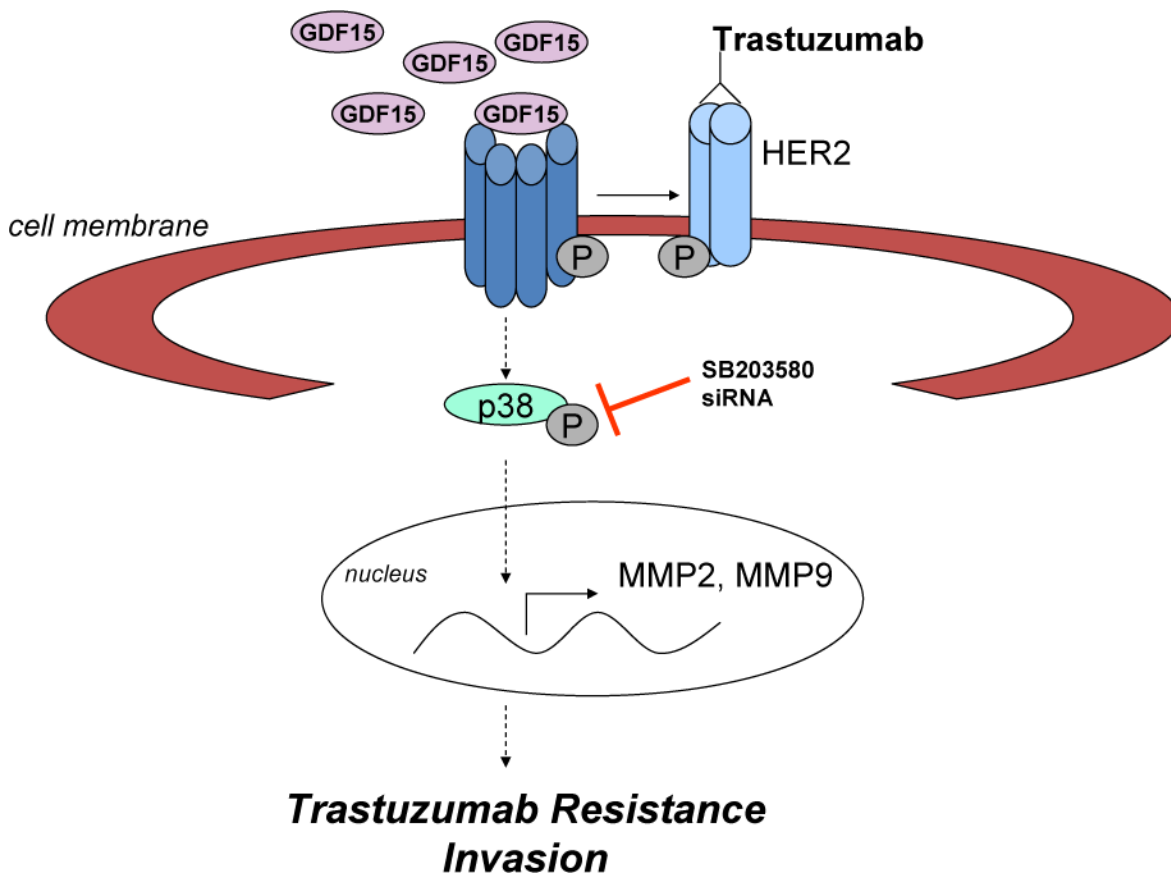 GDF15
GDF15
GDF15
GDF15
GDF15
Trastuzumab
HER2
cell membrane
P
P
SB203580
siRNA
p38
P
nucleus
MMP2, MMP9
Trastuzumab Resistance
Invasion